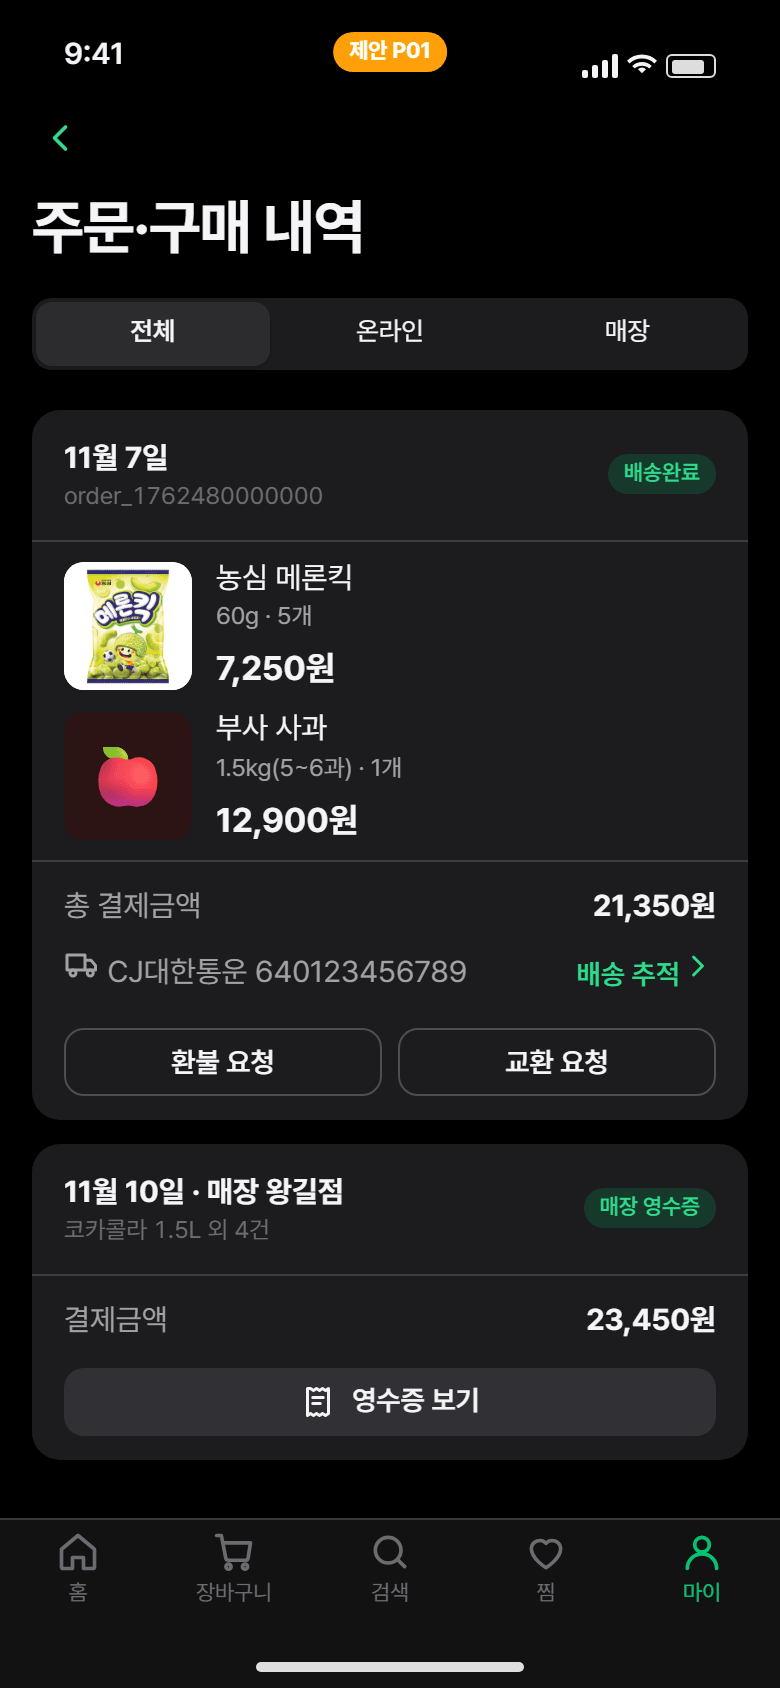 9:41
제안 P01
주문·구매 내역
전체
온라인
매장
11월 7일
order_1762480000000
배송완료
농심
메론킥
농심 메론킥
60g · 5개
7,250원
부사 사과
1.5kg(5~6과) · 1개
12,900원
총 결제금액
21,350원
CJ대한통운 640123456789
배송 추적
환불 요청
교환 요청
11월 10일 · 매장 왕길점
코카콜라 1.5L 외 4건
매장 영수증
결제금액
23,450원
영수증 보기
홈
장바구니
검색
찜
마이